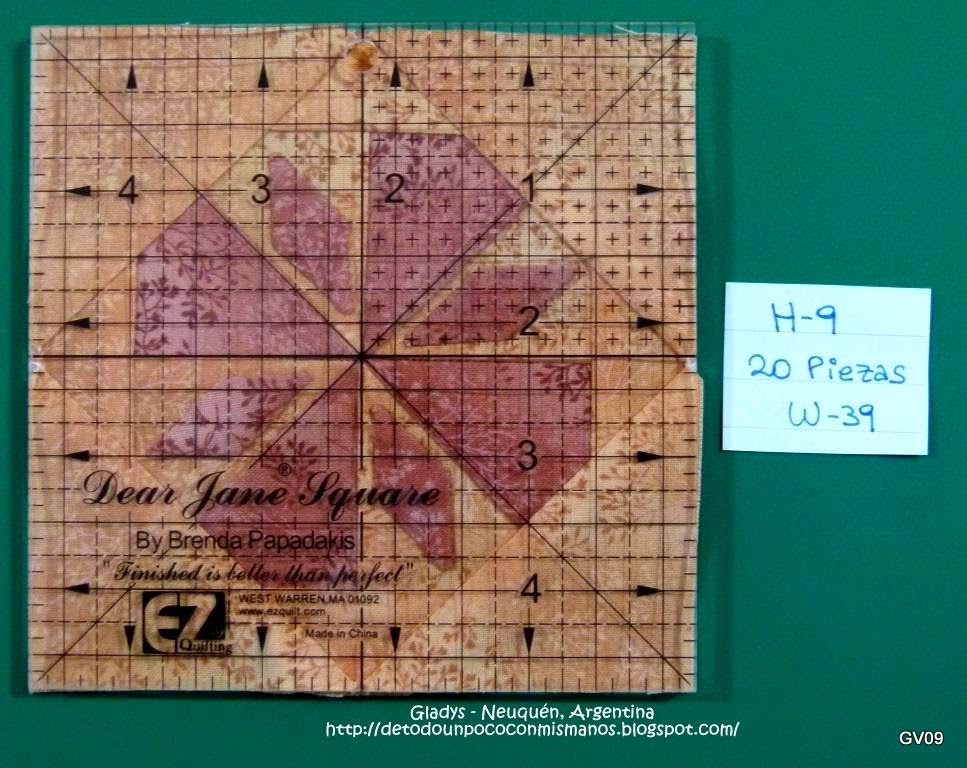 4 3 2 1
2
3
4
Dear Jane Square ®
By Brenda Papadakis
"Finished is better than perfect"
EZ
Quilting
WEST WARREN, MA 01092
www.ezquilt.com
Made in China
H-9
20 Piezas
W-39
Gladys - Neuquén, Argentina
http://detodounpococonmismanos.blogspot.com/
GV09